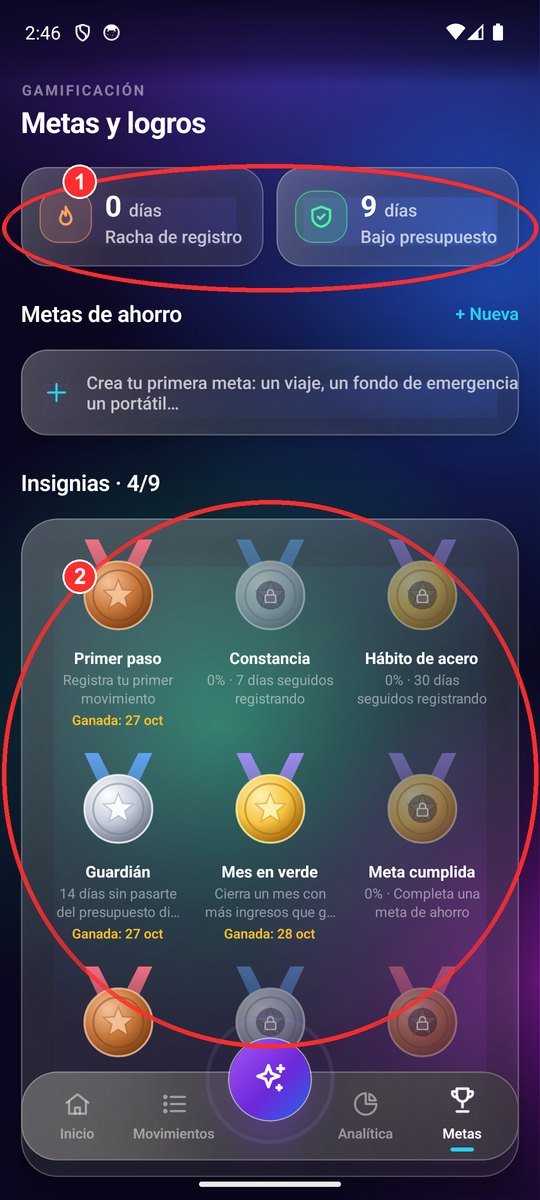 2:46
GAMIFICACIÓN
Metas y logros
1
0 días
Racha de registro
9 días
Bajo presupuesto
Metas de ahorro
+ Nueva
Crea tu primera meta: un viaje, un fondo de emergencia
un portátil…
Insignias · 4/9
2
Primer paso
Registra tu primer
movimiento
Ganada: 27 oct
Constancia
0% · 7 días seguidos
registrando
Hábito de acero
0% · 30 días
seguidos registrando
Guardián
14 días sin pasarte
del presupuesto di…
Ganada: 27 oct
Mes en verde
Cierra un mes con
más ingresos que g…
Ganada: 28 oct
Meta cumplida
0% · Completa una
meta de ahorro
Inicio
Movimientos
Analítica
Metas